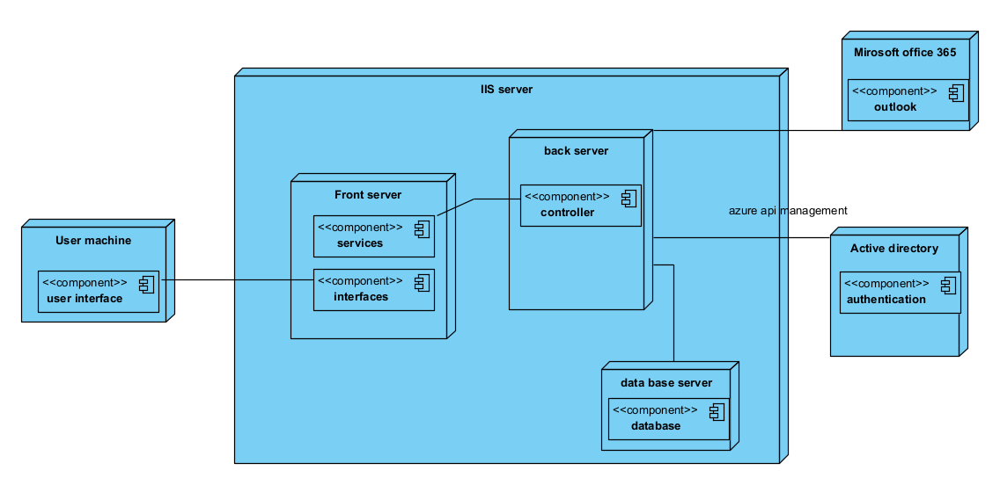 Mirosoft office 365
<<component>>
outlook
IIS server
back server
<<component>>
controller
Front server
<<component>>
services
<<component>>
interfaces
azure api management
User machine
<<component>>
user interface
Active directory
<<component>>
authentication
data base server
<<component>>
database